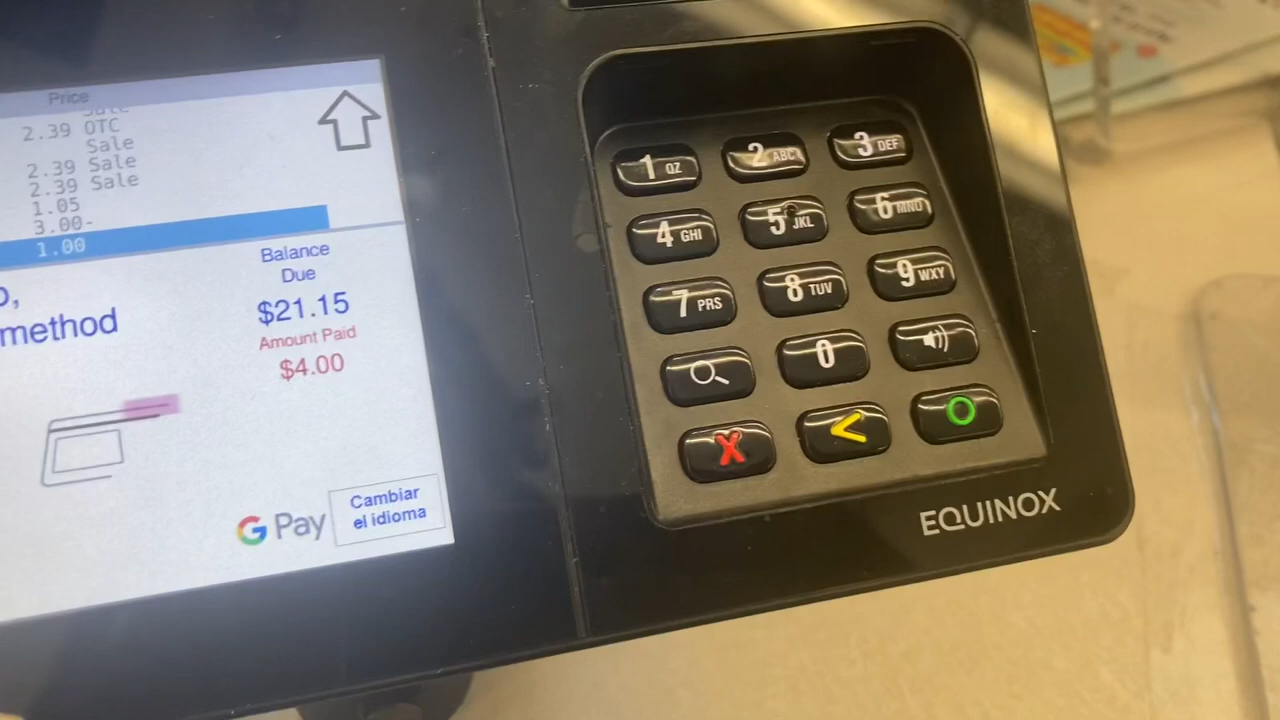 Price
Sale
2.39 OTC
Sale
2.39 Sale
2.39 Sale
1.05
3.00-
1.00
method
Balance
Due
$21.15
Amount Paid
$4.00
G Pay
Cambiar
el idioma
1 QZ
2 ABC
3 DEF
4 GHI
5 JKL
6 MNO
7 PRS
8 TUV
9 WXY
0
X
<
O
EQUINOX